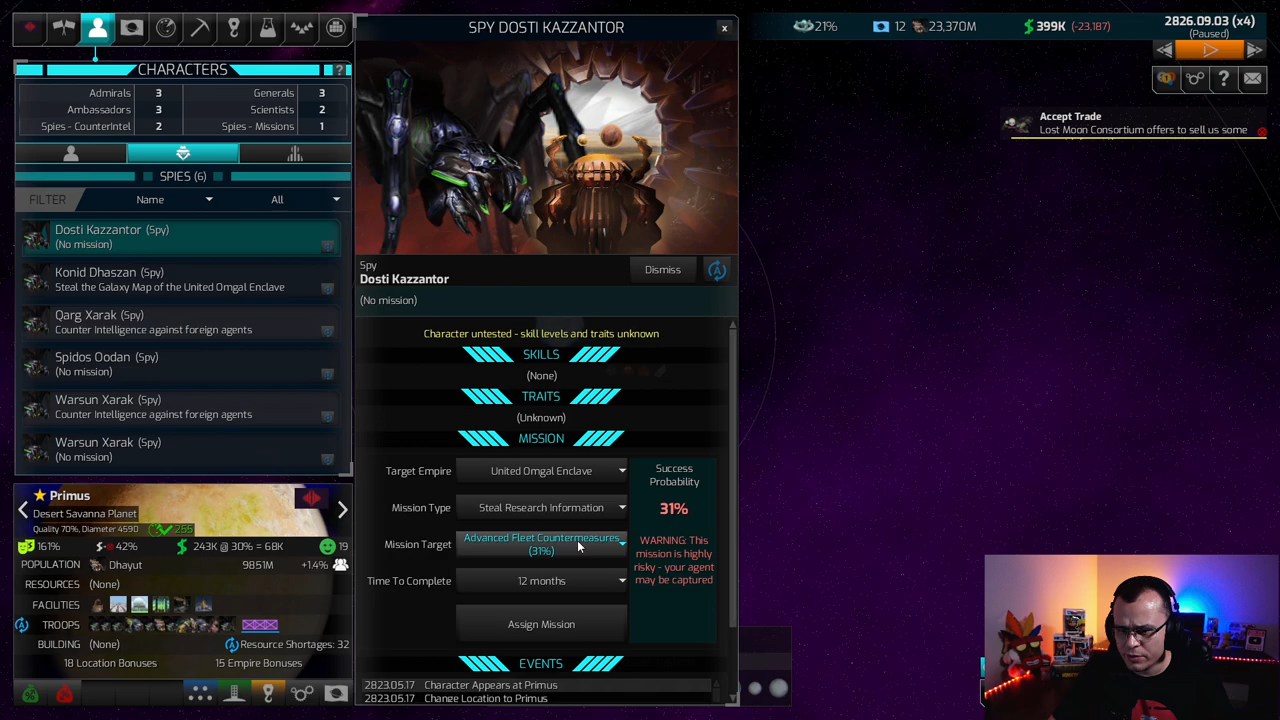 SPY DOSTI KAZZANTOR
x
21%
12
23,370M
399K (-23,187)
2826.09.03 (x4)
(Paused)
CHARACTERS
?
?
Admirals 3 Generals 3
Ambassadors 3 Scientists 2
Spies - CounterIntel 2 Spies - Missions 1
Accept Trade
Lost Moon Consortium offers to sell us some
SPIES (6)
FILTER Name All
Dosti Kazzantor (Spy)
(No mission)
Konid Dhaszan (Spy)
Steal the Galaxy Map of the United Omgal Enclave
Qarg Xarak (Spy)
Counter Intelligence against foreign agents
Spidos Oodan (Spy)
(No mission)
Warsun Xarak (Spy)
Counter Intelligence against foreign agents
Warsun Xarak (Spy)
(No mission)
Spy
Dosti Kazzantor
Dismiss
A
(No mission)
Character untested - skill levels and traits unknown
SKILLS
(None)
TRAITS
(Unknown)
MISSION
Target Empire United Omgal Enclave
Mission Type Steal Research Information
Mission Target Advanced Fleet Countermeasures
(31%)
Time To Complete 12 months
Assign Mission
Success
Probability
31%
WARNING: This
mission is highly
risky - your agent
may be captured
EVENTS
2823.05.17 Character Appears at Primus
2823.05.17 Change Location to Primus
Primus
Desert Savanna Planet
Quality 70%, Diameter 4590
255
161% 42% 243K @ 30% = 68K 19
POPULATION Dhayut 9851M +1.4%
RESOURCES (None)
FACILITIES
TROOPS
BUILDING (None) Resource Shortages: 32
18 Location Bonuses 15 Empire Bonuses